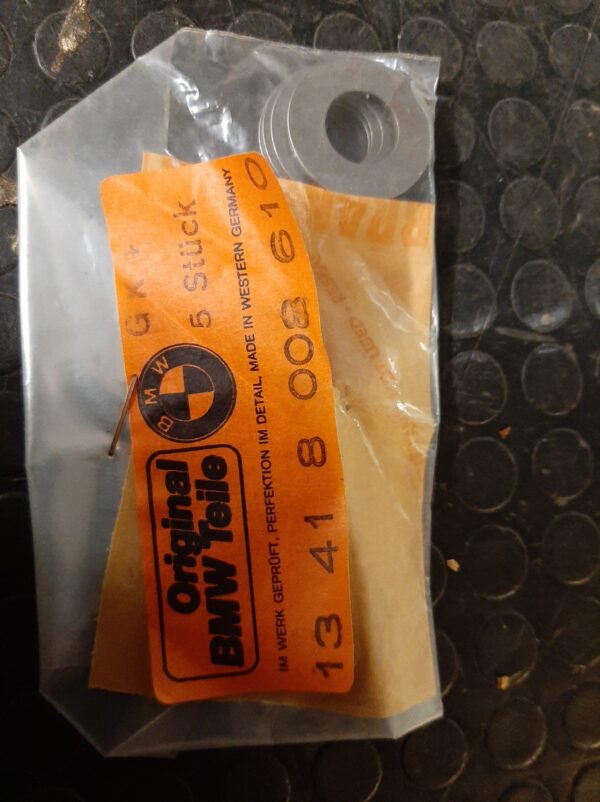 GK+
5 Stück
BMW
Original
BMW Teile
IM WERK GEPRÜFT, PERFEKTION IM DETAIL, MADE IN WESTERN GERMANY
13 41 8 008 610